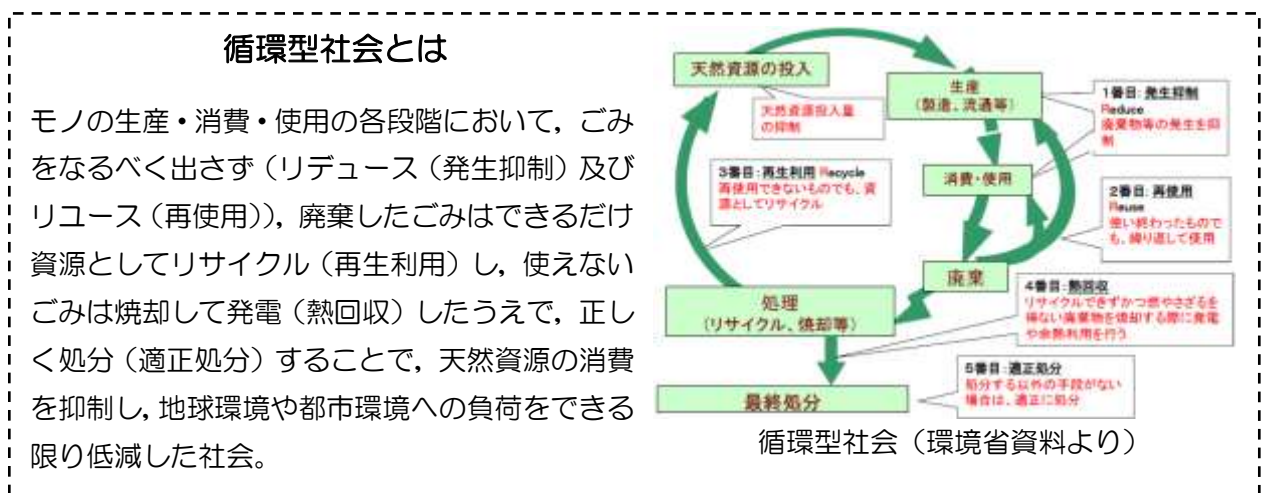 循環型社会とは
モノの生産・消費・使用の各段階において，ごみ
をなるべく出さず（リデュース（発生抑制）及び
リユース（再使用）），廃棄したごみはできるだけ
資源としてリサイクル（再生利用）し，使えない
ごみは焼却して発電（熱回収）したうえで，正し
く処分（適正処分）することで，天然資源の消費
を抑制し，地球環境や都市環境への負荷をできる
限り低減した社会。
天然資源の投入
天然資源投入量
の抑制
生産
（製造、流通等）
1番目：発生抑制
Reduce
廃棄物等の発生を抑
制
3番目：再生利用 Recycle
再使用できないものでも、資
源としてリサイクル
消費・使用
2番目：再使用
Reuse
使い終わったもので
も、繰り返して使用
廃棄
処理
（リサイクル、焼却等）
4番目：熱回収
リサイクルできずかつ燃やさざるを
得ない廃棄物を焼却する際に発電
や余熱利用を行う
5番目：適正処分
処分する以外の手段がない
場合は、適正に処分
最終処分
循環型社会（環境省資料より）